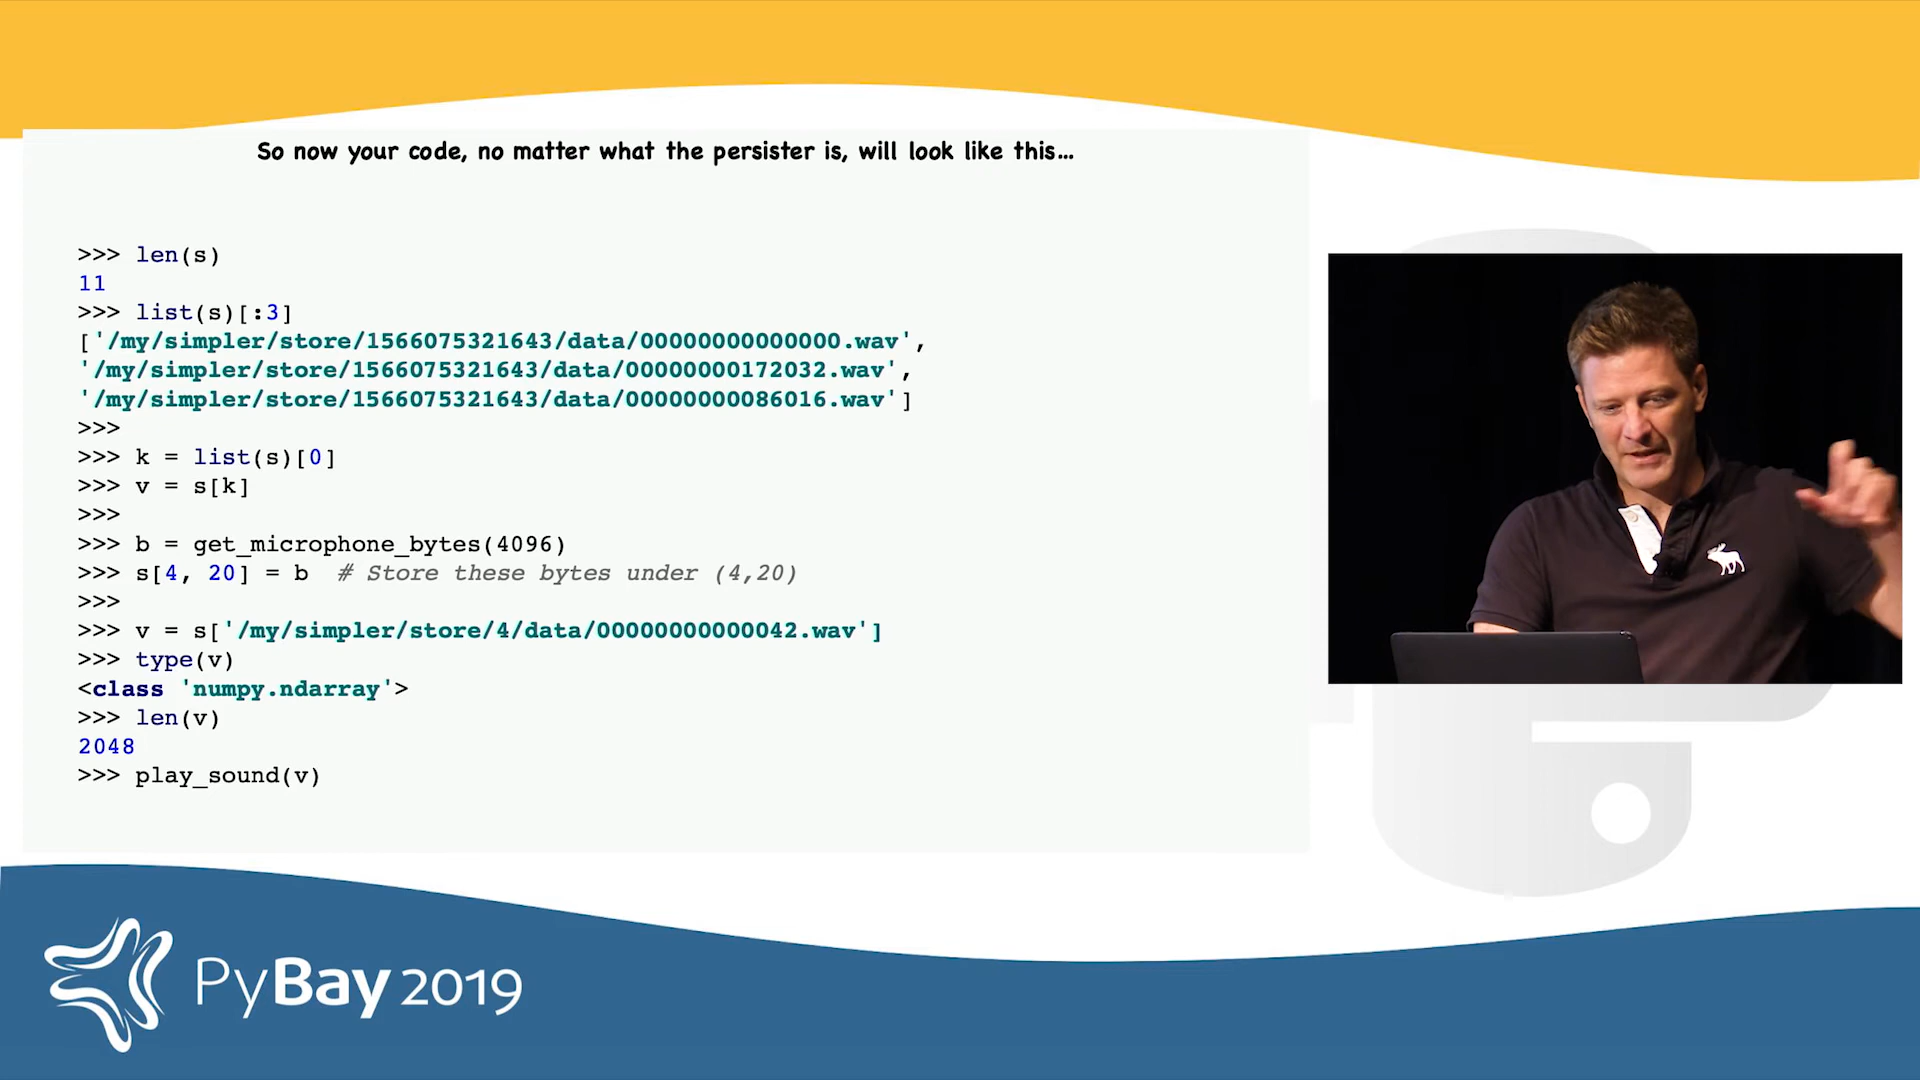 So now your code, no matter what the persister is, will look like this...
>>> len(s)
11
>>> list(s)[:3]
['/my/simpler/store/1566075321643/data/00000000000000.wav',
'/my/simpler/store/1566075321643/data/00000000172032.wav',
'/my/simpler/store/1566075321643/data/00000000086016.wav']
>>>
>>> k = list(s)[0]
>>> v = s[k]
>>>
>>> b = get_microphone_bytes(4096)
>>> s[4, 20] = b  # Store these bytes under (4,20)
>>>
>>> v = s['/my/simpler/store/4/data/00000000000042.wav']
>>> type(v)
<class 'numpy.ndarray'>
>>> len(v)
2048
>>> play_sound(v)
PyBay 2019